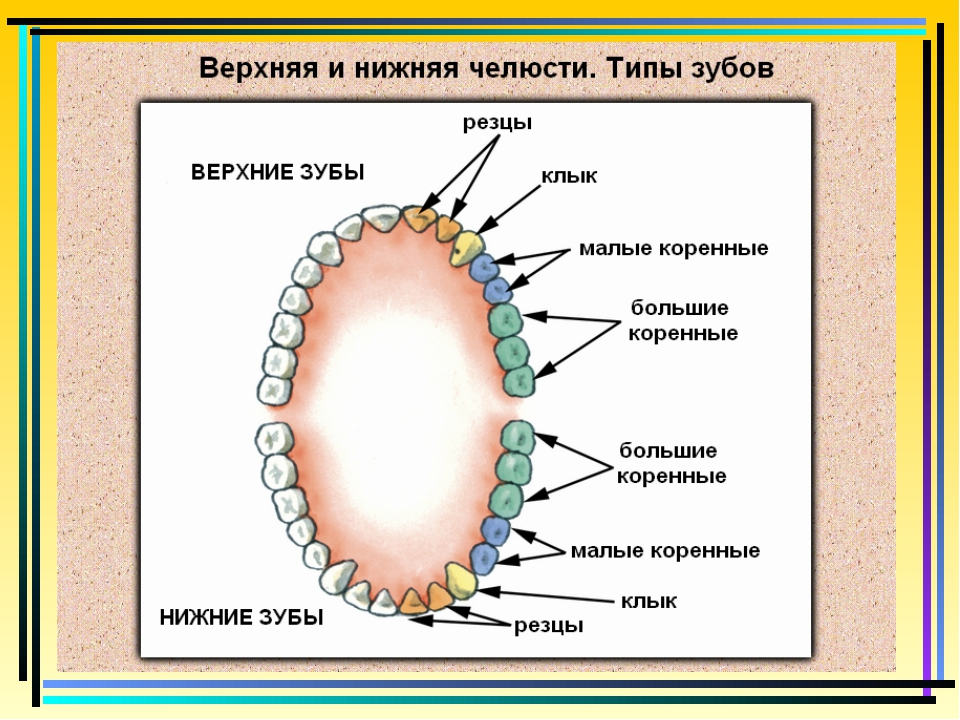 Верхняя и нижняя челюсти. Типы зубов
резцы
ВЕРХНИЕ ЗУБЫ
клык
малые коренные
большие
коренные
большие
коренные
малые коренные
клык
НИЖНИЕ ЗУБЫ
резцы